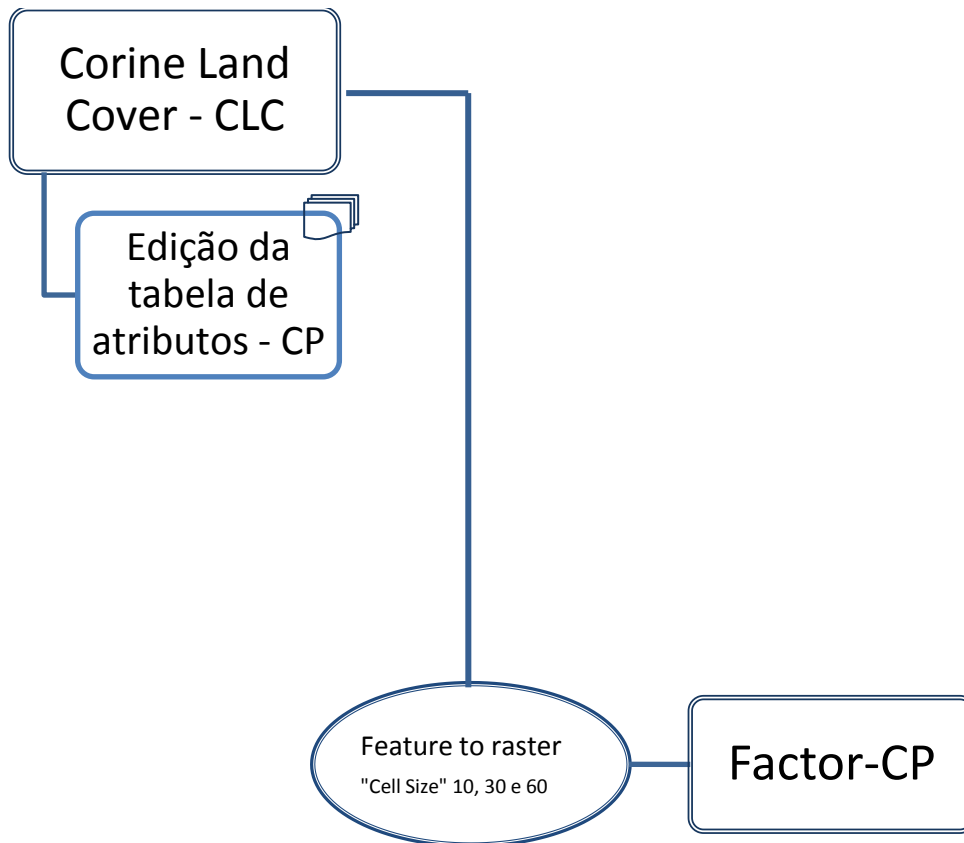 Corine Land
Cover - CLC
Edição da
tabela de
atributos - CP
Feature to raster
"Cell Size" 10, 30 e 60
Factor-CP